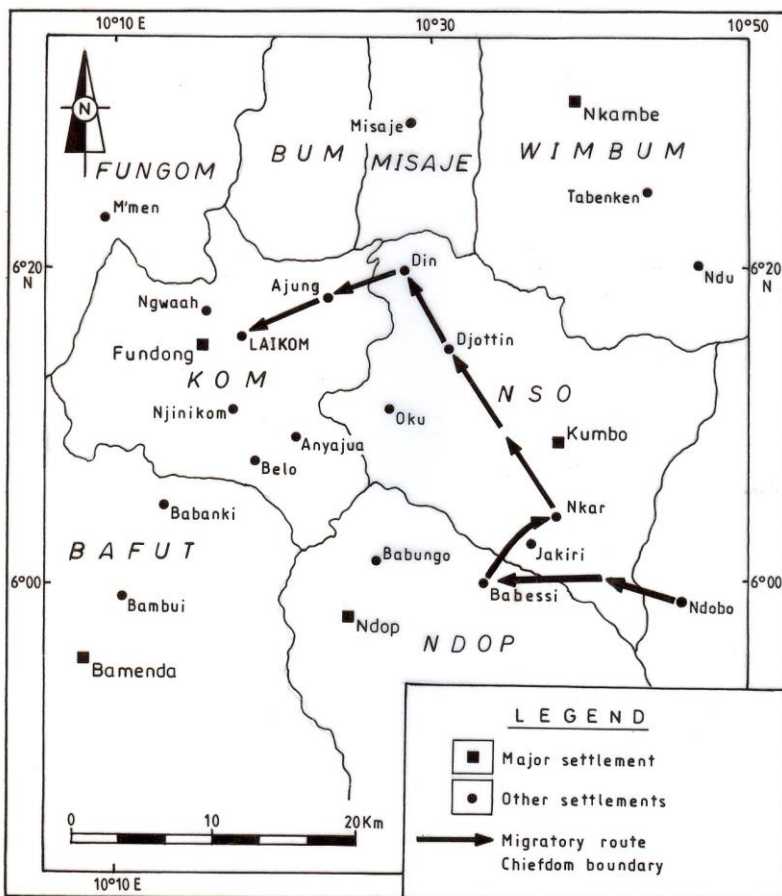 10°10 E
10°30
10°50
N
Misaje
Nkambe
FUNGOM
BUM
MISAJE
WIMBUM
M'men
Tabenken
6°20
N
Din
Ndu
6°20
N
Ajung
Ngwaah
LAIKOM
Djottin
Fundong
KOM
NSO
Njinikom
Oku
Anyajua
Kumbo
Belo
Babanki
Nkar
BAFUT
Babungo
Jakiri
6°00
Babessi
6°00
Bambui
Ndobo
Ndop
NDOP
Bamenda
LEGEND
Major settlement
Other settlements
Migratory route
Chiefdom boundary
0 10 20Km
10°10 E